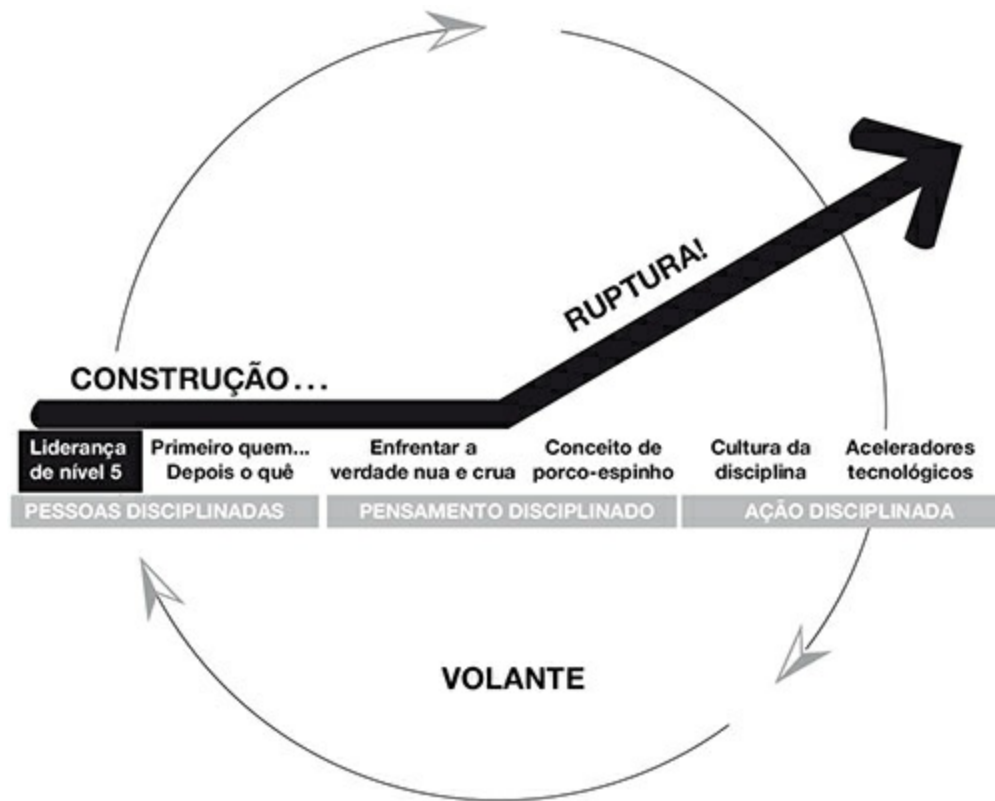 RUPTURA!
CONSTRUÇÃO...
Liderança
de nível 5
Primeiro quem...
Depois o quê
Enfrentar a
verdade nua e crua
Conceito de
porco-espinho
Cultura da
disciplina
Aceleradores
tecnológicos
PESSOAS DISCIPLINADAS
PENSAMENTO DISCIPLINADO
AÇÃO DISCIPLINADA
VOLANTE